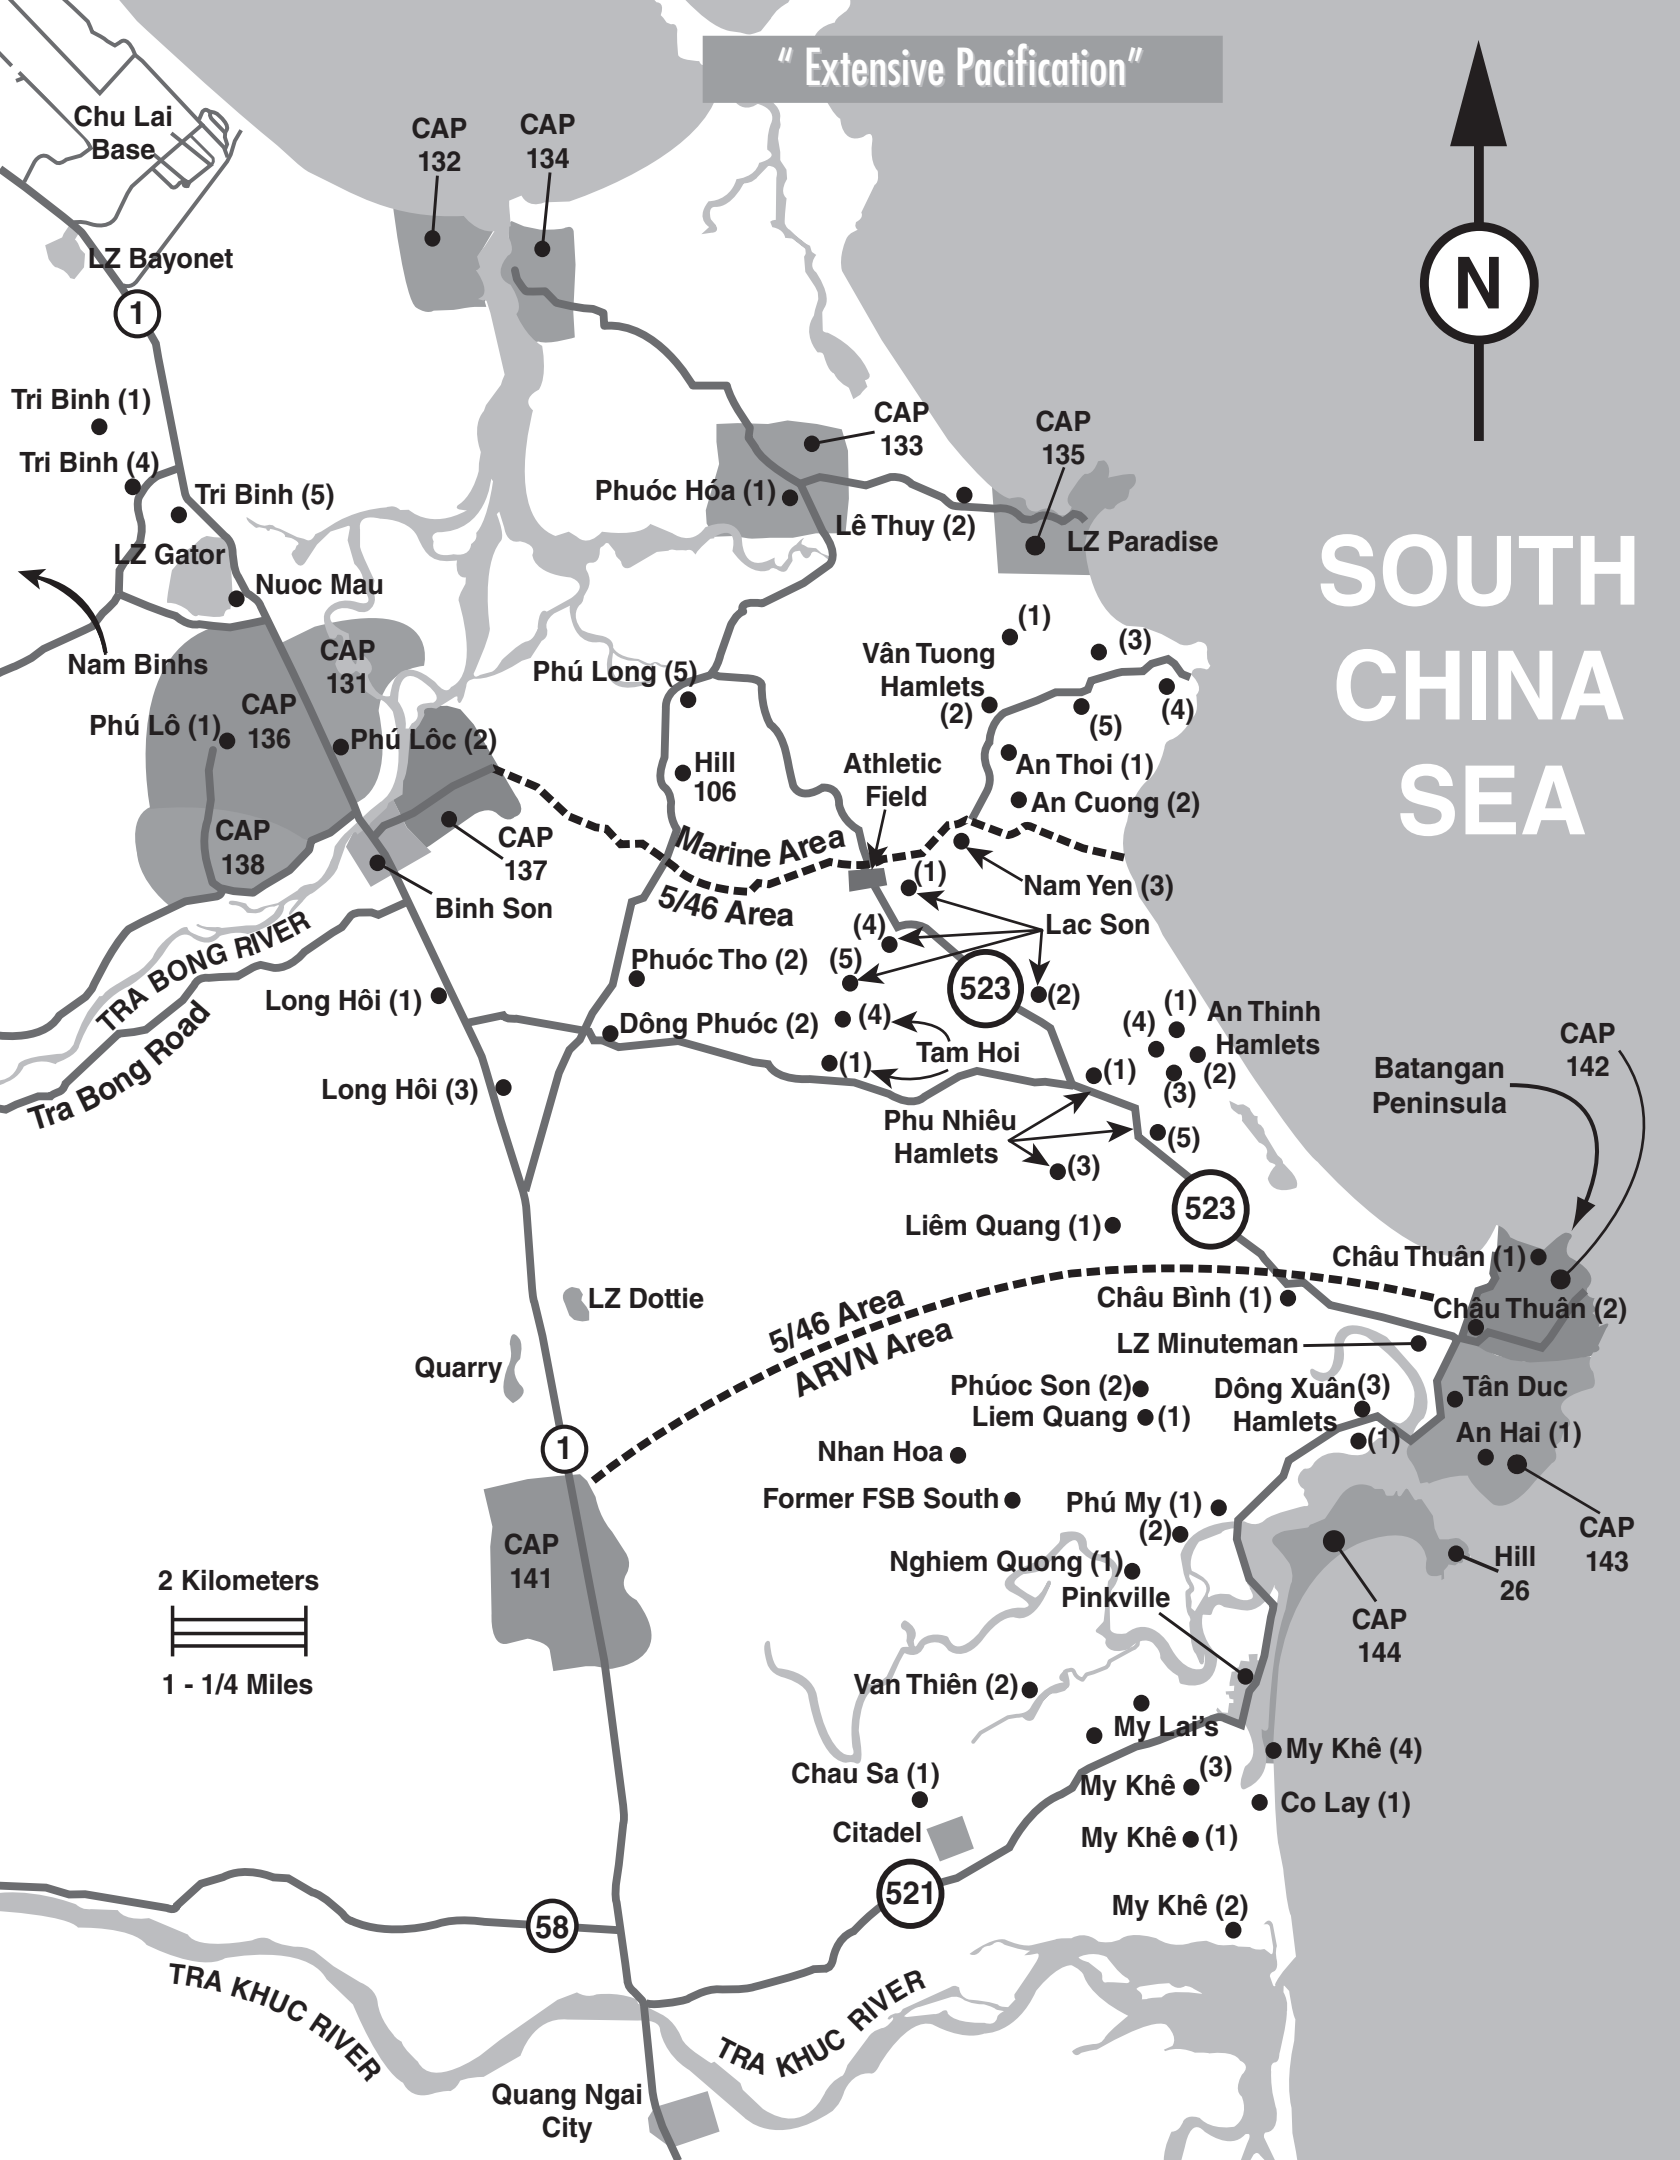 “ Extensive Pacification”
Chu Lai
Base
CAP
132
CAP
134
N
LZ Bayonet
1
Tri Binh (1)
Tri Binh (4)
Tri Binh (5)
LZ Gator
Nuoc Mau
Nam Binhs
CAP
133
CAP
135
Phuóc Hóa (1)
Lê Thuy (2)
LZ Paradise
SOUTH
CHINA
SEA
CAP
131
CAP
136
Phú Lô (1)
Phú Lôc (2)
CAP
138
CAP
137
Binh Son
Phú Long (5)
Hill
106
Vân Tuong
Hamlets
(1)
(3)
(2)
(5)
(4)
An Thoi (1)
An Cuong (2)
Athletic
Field
Marine Area
5/46 Area
Nam Yen (3)
(1)
Lac Son
(4)
(5)
(2)
523
TRA BONG RIVER
Tra Bong Road
Long Hôi (1)
Long Hôi (3)
Phuóc Tho (2)
Dông Phuóc (2)
(4)
Tam Hoi
(1)
(1)
An Thinh
Hamlets
(4)
(2)
(3)
(1)
Phu Nhiêu
Hamlets
(5)
(3)
Batangan
Peninsula
CAP
142
523
Liêm Quang (1)
LZ Dottie
Quarry
5/46 Area
ARVN Area
Châu Thuân (1)
Châu Bình (1)
Châu Thuân (2)
LZ Minuteman
Phúoc Son (2)
Liem Quang (1)
Dông Xuân (3)
Hamlets
(1)
Tân Duc
An Hai (1)
Nhan Hoa
Former FSB South
1
CAP
141
Phú My (1)
(2)
Nghiem Quong (1)
Pinkville
CAP
143
Hill
26
CAP
144
2 Kilometers
1 - 1/4 Miles
Van Thiên (2)
My Lai’s
My Khê (4)
Chau Sa (1)
My Khê (3)
Co Lay (1)
Citadel
My Khê (1)
521
My Khê (2)
58
TRA KHUC RIVER
TRA KHUC RIVER
Quang Ngai
City